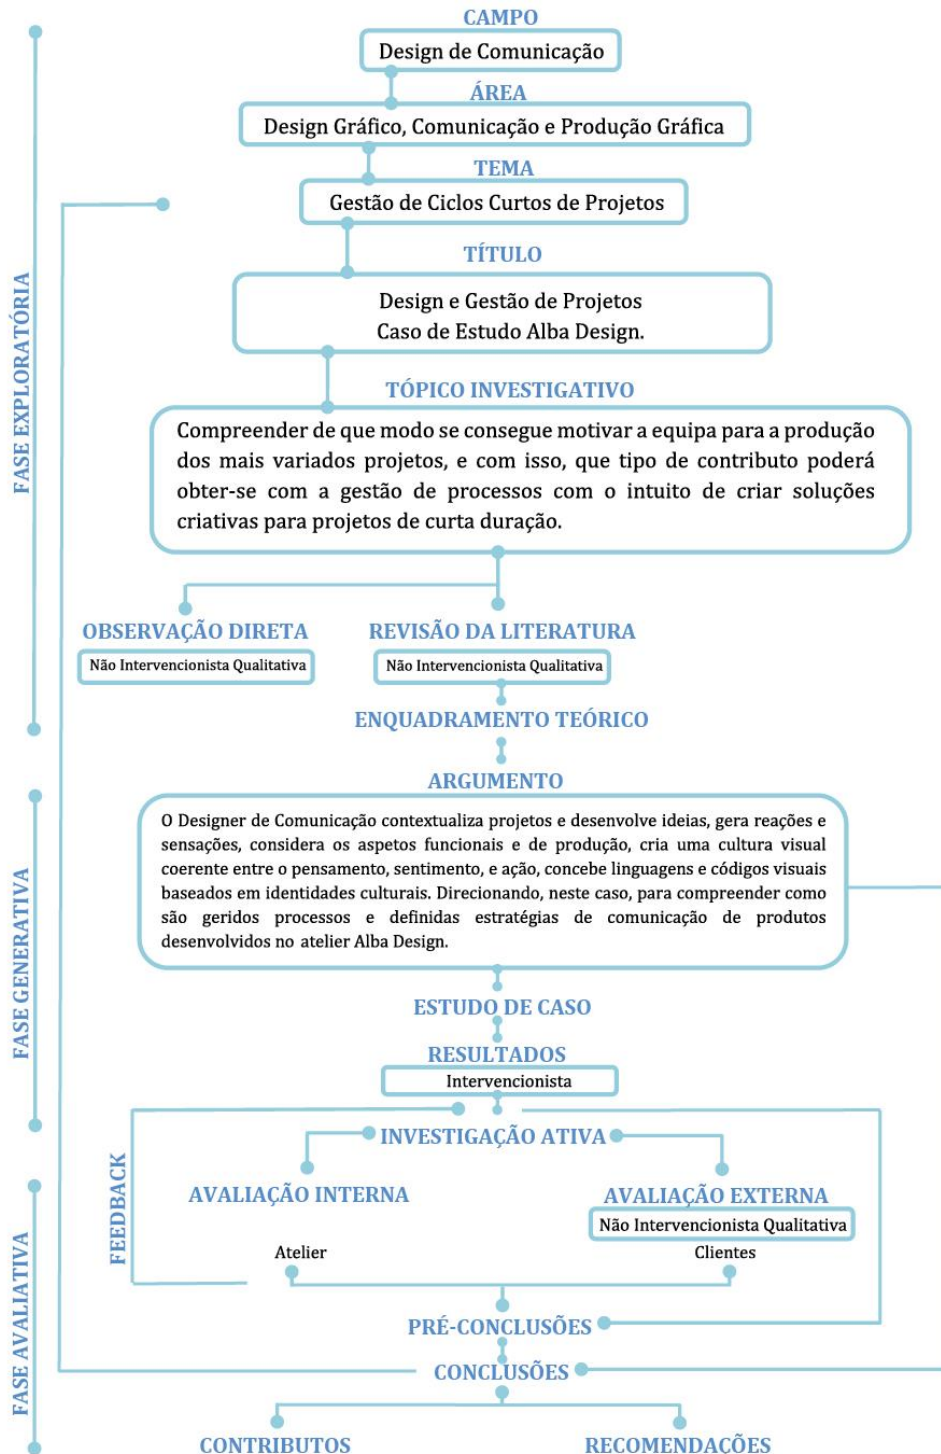 CAMPO
Design de Comunicação
ÁREA
Design Gráfico, Comunicação e Produção Gráfica
TEMA
Gestão de Ciclos Curtos de Projetos
TÍTULO
Design e Gestão de Projetos
Caso de Estudo Alba Design.
TÓPICO INVESTIGATIVO
Compreender de que modo se consegue motivar a equipa para a produção
dos mais variados projetos, e com isso, que tipo de contributo poderá
obter-se com a gestão de processos com o intuito de criar soluções
criativas para projetos de curta duração.
FASE EXPLORATÓRIA
OBSERVAÇÃO DIRETA
Não Intervencionista Qualitativa
REVISÃO DA LITERATURA
Não Intervencionista Qualitativa
ENQUADRAMENTO TEÓRICO
ARGUMENTO
O Designer de Comunicação contextualiza projetos e desenvolve ideias, gera reações e
sensações, considera os aspetos funcionais e de produção, cria uma cultura visual
coerente entre o pensamento, sentimento, e ação, concebe linguagens e códigos visuais
baseados em identidades culturais. Direcionando, neste caso, para compreender como
são geridos processos e definidas estratégias de comunicação de produtos
desenvolvidos no atelier Alba Design.
FASE GENERATIVA
ESTUDO DE CASO
RESULTADOS
Intervencionista
INVESTIGAÇÃO ATIVA
AVALIAÇÃO INTERNA
AVALIAÇÃO EXTERNA
Não Intervencionista Qualitativa
FEEDBACK
Atelier
Clientes
FASE AVALIATIVA
PRÉ-CONCLUSÕES
CONCLUSÕES
CONTRIBUTOS
RECOMENDAÇÕES